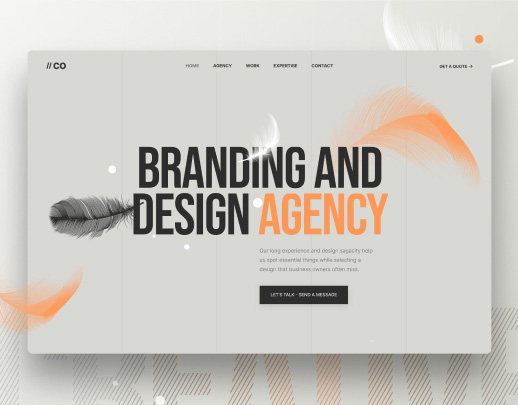 // CO
HOME AGENCY WORK EXPERTISE CONTACT
GET A QUOTE →
BRANDING AND
DESIGN AGENCY
Our long experience and design sagacity help
us spot essential things while selecting a
design that business owners often miss.
LET'S TALK - SEND A MESSAGE